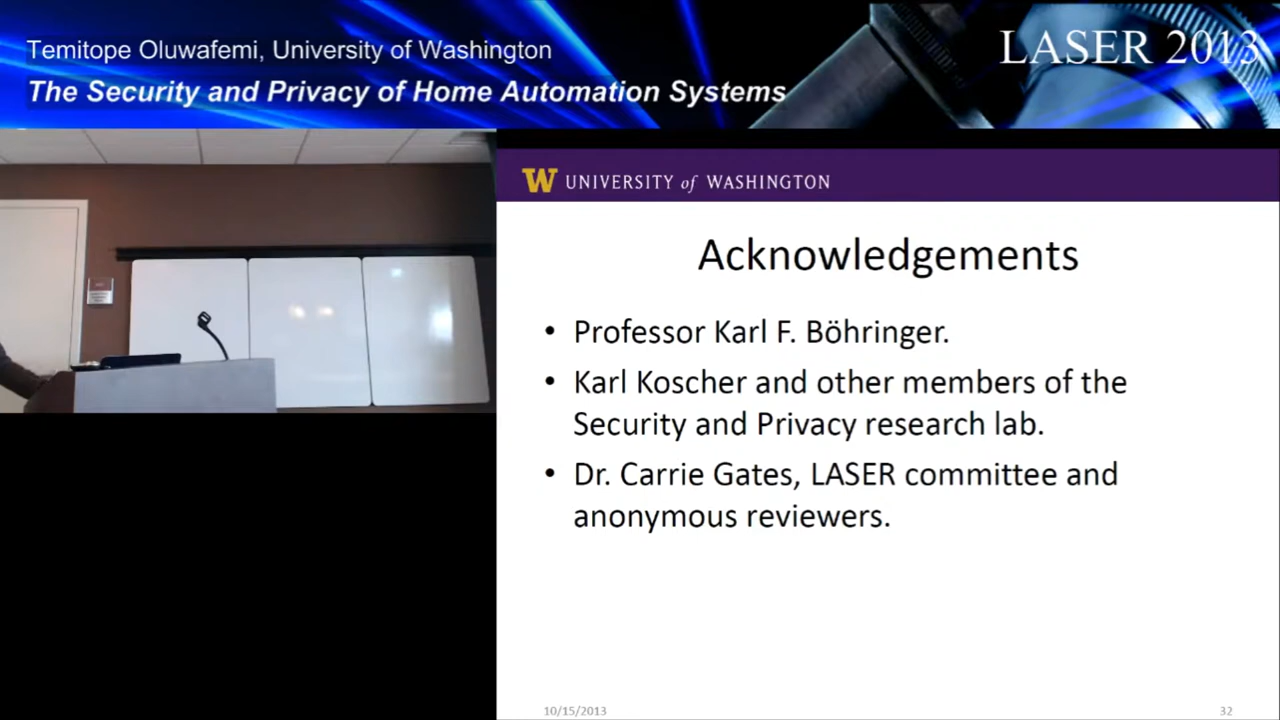 Temitope Oluwafemi, University of Washington
The Security and Privacy of Home Automation Systems
LASER 2013
W UNIVERSITY of WASHINGTON
Acknowledgements
• Professor Karl F. Böhringer.
• Karl Koscher and other members of the
Security and Privacy research lab.
• Dr. Carrie Gates, LASER committee and
anonymous reviewers.
10/15/2013
32